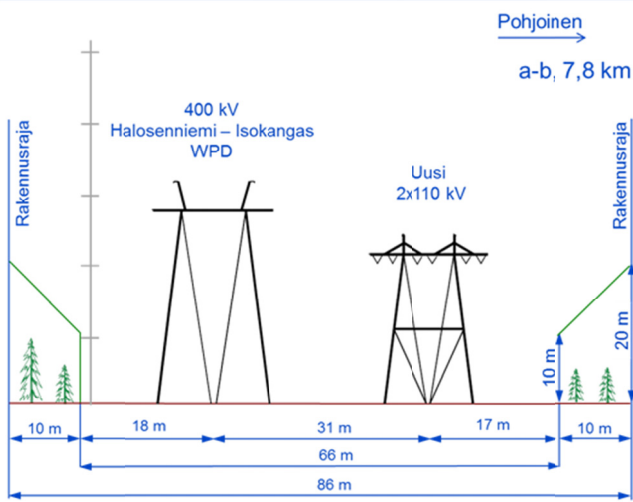 Pohjoinen
a-b, 7,8 km
400 kV
Halosenniemi – Isokangas
WPD
Uusi
2x110 kV
Rakennusraja
Rakennusraja
20 m
10 m
10 m
18 m
31 m
17 m
10 m
66 m
86 m